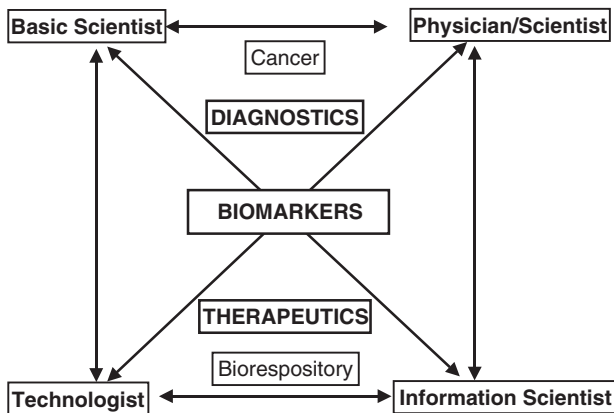 Basic Scientist
Physician/Scientist
Cancer
DIAGNOSTICS
BIOMARKERS
THERAPEUTICS
Biorespository
Technologist
Information Scientist